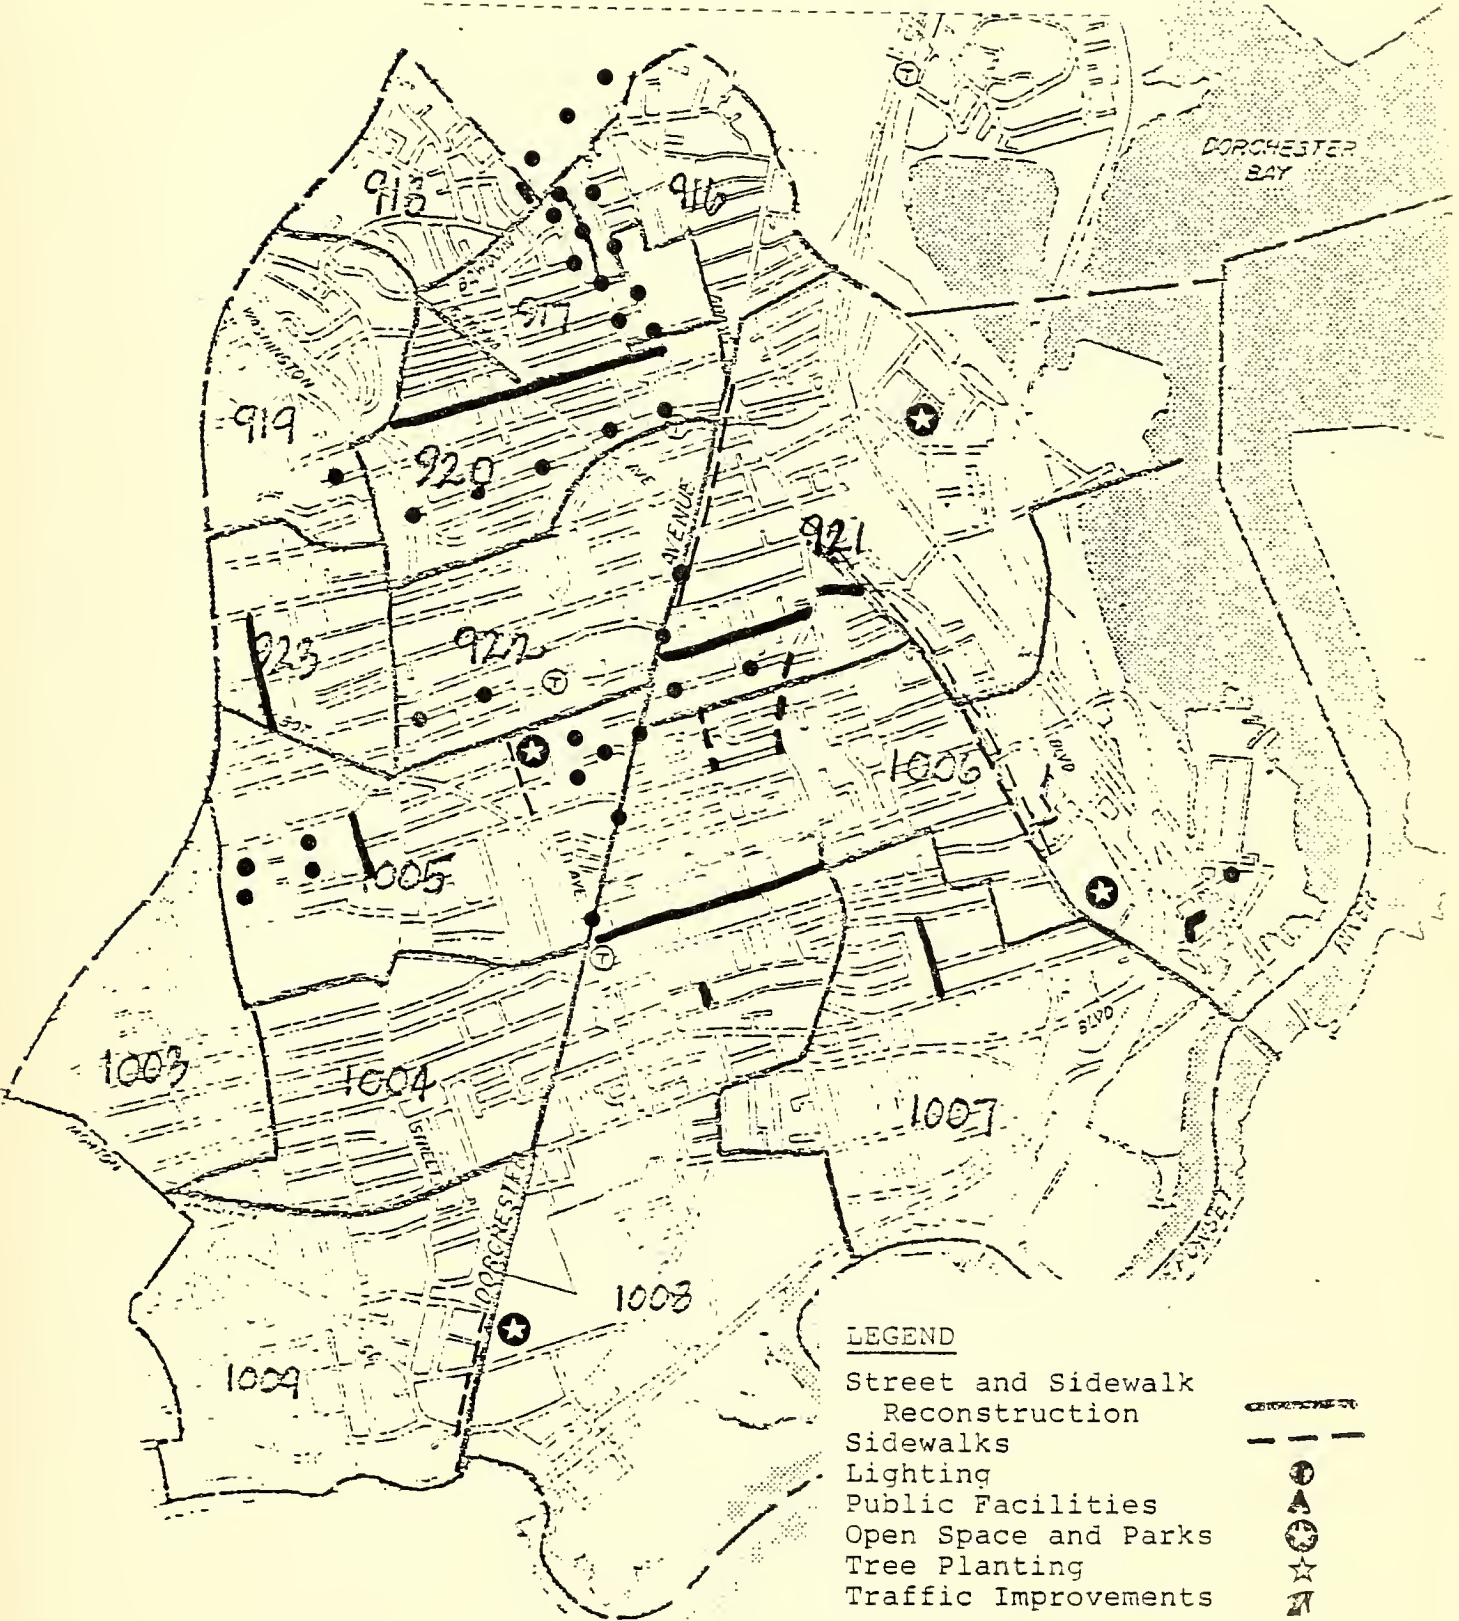 T
DORCHESTER
BAY
918
916
917
WASHINGTON
919
920
AVE
AVENUE
921
923
922
T
1006
BLVD
1005
AVE
T
RIVER
BLVD
1003
1004
STREET
1007
DORCHESTER
1008
1009
LEGEND
Street and Sidewalk
Reconstruction
Sidewalks
Lighting
Public Facilities
Open Space and Parks
Tree Planting
Traffic Improvements